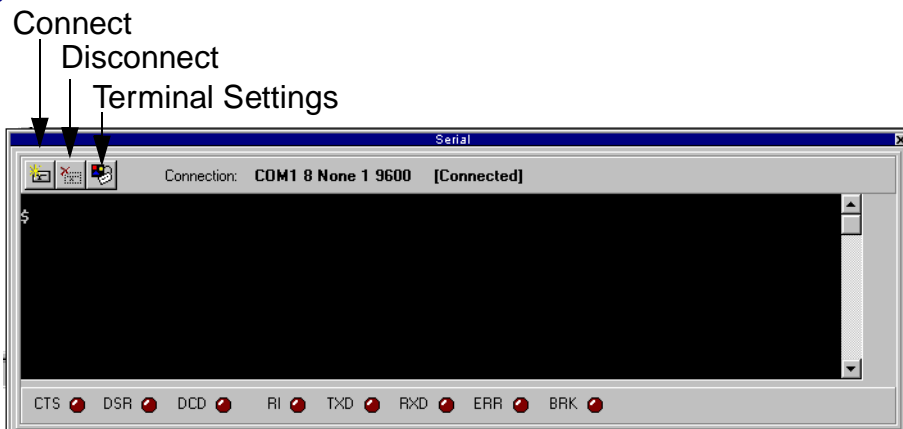 Connect
Disconnect
Terminal Settings
Serial
Connection: COM1 8 None 1 9600 [Connected]
$
CTS DSR DCD RI TXD RXD ERR BRK